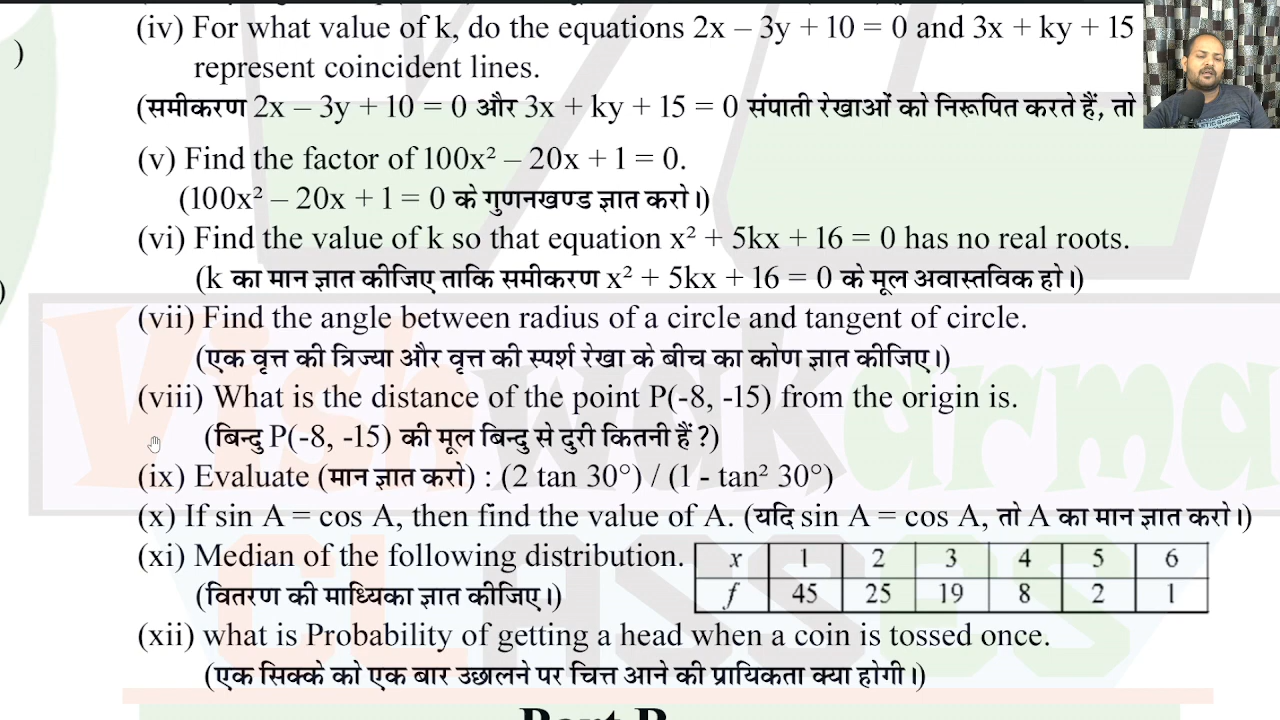 )
(iv) For what value of k, do the equations 2x – 3y + 10 = 0 and 3x + ky + 15
represent coincident lines.
(समीकरण 2x – 3y + 10 = 0 और 3x + ky + 15 = 0 संपाती रेखाओं को निरूपित करते हैं, तो
(v) Find the factor of 100x² – 20x + 1 = 0.
(100x² – 20x + 1 = 0 के गुणनखण्ड ज्ञात करो।)
(vi) Find the value of k so that equation x² + 5kx + 16 = 0 has no real roots.
)
(k का मान ज्ञात कीजिए ताकि समीकरण x² + 5kx + 16 = 0 के मूल अवास्तविक हो।)
(vii) Find the angle between radius of a circle and tangent of circle.
(एक वृत्त की त्रिज्या और वृत्त की स्पर्श रेखा के बीच का कोण ज्ञात कीजिए।)
(viii) What is the distance of the point P(-8, -15) from the origin is.
(बिन्दु P(-8, -15) की मूल बिन्दु से दुरी कितनी हैं ?)
(ix) Evaluate (मान ज्ञात करो) : (2 tan 30°) / (1 - tan² 30°)
(x) If sin A = cos A, then find the value of A. (यदि sin A = cos A, तो A का मान ज्ञात करो।)
(xi) Median of the following distribution.
(वितरण की माध्यिका ज्ञात कीजिए।)
x 1 2 3 4 5 6
f 45 25 19 8 2 1
(xii) what is Probability of getting a head when a coin is tossed once.
(एक सिक्के को एक बार उछालने पर चित्त आने की प्रायिकता क्या होगी।)
Vishwakarma
CLASSES